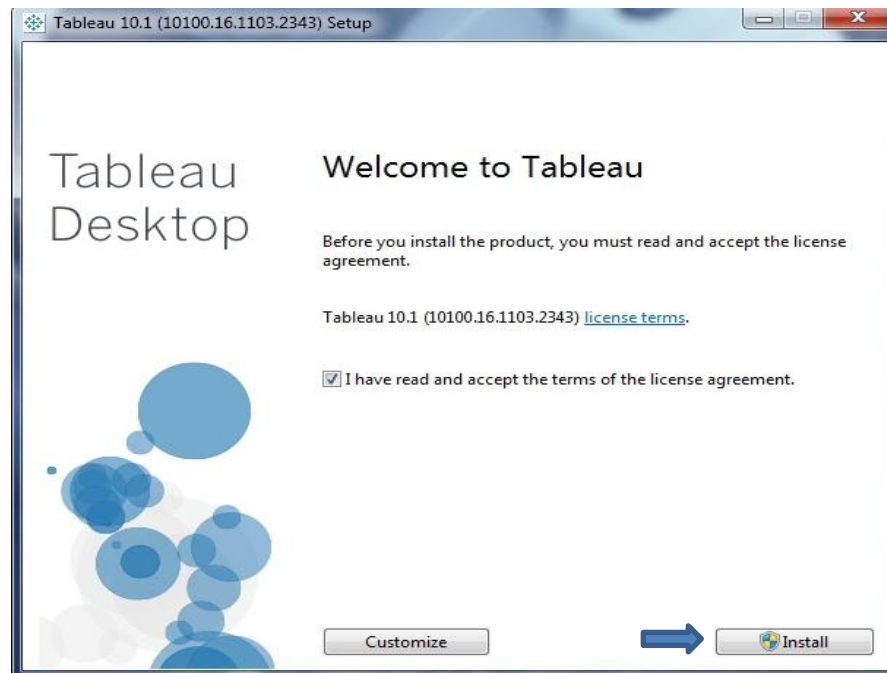 Tableau 10.1 (10100.16.1103.2343) Setup
Tableau
Desktop
Welcome to Tableau
Before you install the product, you must read and accept the license
agreement.
Tableau 10.1 (10100.16.1103.2343) license terms.
I have read and accept the terms of the license agreement.
Customize
Install